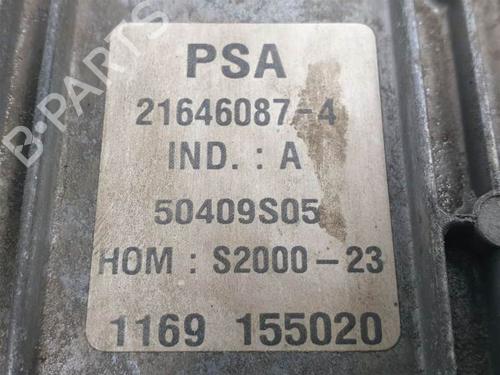 B-PARTS
PSA
21646087-4
IND. : A
50409S05
HOM : S2000-23
1169 155020